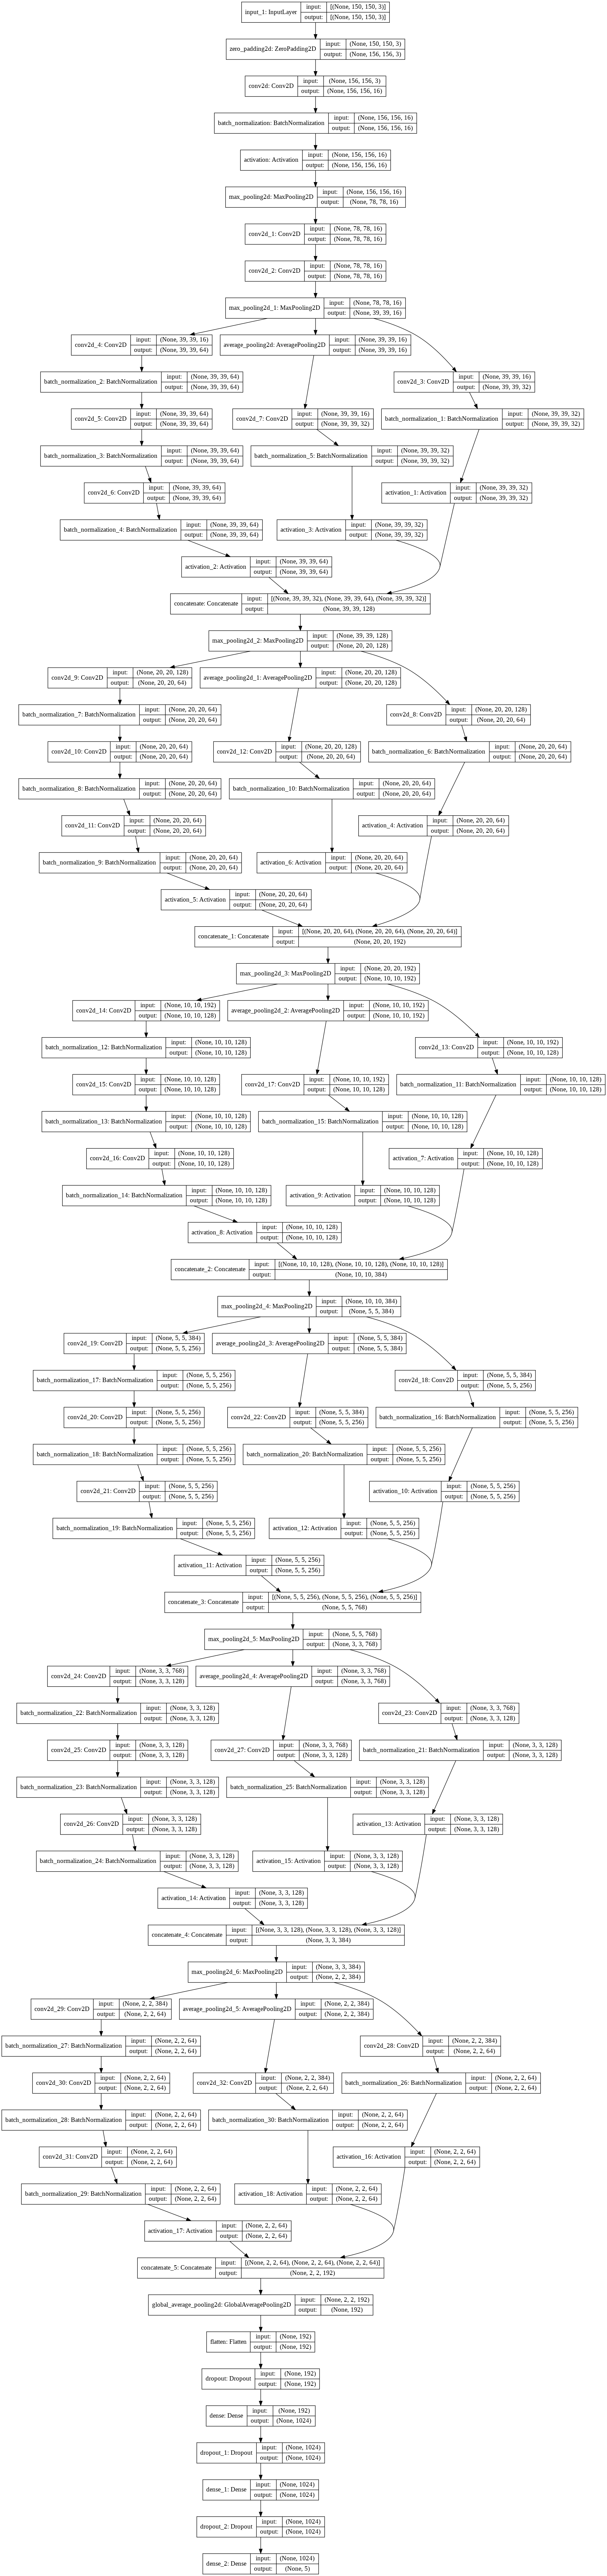 input_1: InputLayer
input: [(None, 150, 150, 3)]
output: [(None, 150, 150, 3)]
zero_padding2d: ZeroPadding2D
input: (None, 150, 150, 3)
output: (None, 156, 156, 3)
conv2d: Conv2D
input: (None, 156, 156, 3)
output: (None, 156, 156, 16)
batch_normalization: BatchNormalization
input: (None, 156, 156, 16)
output: (None, 156, 156, 16)
activation: Activation
input: (None, 156, 156, 16)
output: (None, 156, 156, 16)
max_pooling2d: MaxPooling2D
input: (None, 156, 156, 16)
output: (None, 78, 78, 16)
conv2d_1: Conv2D
input: (None, 78, 78, 16)
output: (None, 78, 78, 16)
conv2d_2: Conv2D
input: (None, 78, 78, 16)
output: (None, 78, 78, 16)
max_pooling2d_1: MaxPooling2D
input: (None, 78, 78, 16)
output: (None, 39, 39, 16)
conv2d_4: Conv2D
input: (None, 39, 39, 16)
output: (None, 39, 39, 64)
average_pooling2d: AveragePooling2D
input: (None, 39, 39, 16)
output: (None, 39, 39, 16)
batch_normalization_2: BatchNormalization
input: (None, 39, 39, 64)
output: (None, 39, 39, 64)
conv2d_3: Conv2D
input: (None, 39, 39, 16)
output: (None, 39, 39, 32)
conv2d_5: Conv2D
input: (None, 39, 39, 64)
output: (None, 39, 39, 64)
conv2d_7: Conv2D
input: (None, 39, 39, 16)
output: (None, 39, 39, 32)
batch_normalization_1: BatchNormalization
input: (None, 39, 39, 32)
output: (None, 39, 39, 32)
batch_normalization_3: BatchNormalization
input: (None, 39, 39, 64)
output: (None, 39, 39, 64)
batch_normalization_5: BatchNormalization
input: (None, 39, 39, 32)
output: (None, 39, 39, 32)
conv2d_6: Conv2D
input: (None, 39, 39, 64)
output: (None, 39, 39, 64)
activation_1: Activation
input: (None, 39, 39, 32)
output: (None, 39, 39, 32)
batch_normalization_4: BatchNormalization
input: (None, 39, 39, 64)
output: (None, 39, 39, 64)
activation_3: Activation
input: (None, 39, 39, 32)
output: (None, 39, 39, 32)
activation_2: Activation
input: (None, 39, 39, 64)
output: (None, 39, 39, 64)
concatenate: Concatenate
input: [(None, 39, 39, 32), (None, 39, 39, 64), (None, 39, 39, 32)]
output: (None, 39, 39, 128)
max_pooling2d_2: MaxPooling2D
input: (None, 39, 39, 128)
output: (None, 20, 20, 128)
conv2d_9: Conv2D
input: (None, 20, 20, 128)
output: (None, 20, 20, 64)
average_pooling2d_1: AveragePooling2D
input: (None, 20, 20, 128)
output: (None, 20, 20, 128)
batch_normalization_7: BatchNormalization
input: (None, 20, 20, 64)
output: (None, 20, 20, 64)
conv2d_8: Conv2D
input: (None, 20, 20, 128)
output: (None, 20, 20, 64)
conv2d_10: Conv2D
input: (None, 20, 20, 64)
output: (None, 20, 20, 64)
conv2d_12: Conv2D
input: (None, 20, 20, 128)
output: (None, 20, 20, 64)
batch_normalization_6: BatchNormalization
input: (None, 20, 20, 64)
output: (None, 20, 20, 64)
batch_normalization_8: BatchNormalization
input: (None, 20, 20, 64)
output: (None, 20, 20, 64)
batch_normalization_10: BatchNormalization
input: (None, 20, 20, 64)
output: (None, 20, 20, 64)
conv2d_11: Conv2D
input: (None, 20, 20, 64)
output: (None, 20, 20, 64)
activation_4: Activation
input: (None, 20, 20, 64)
output: (None, 20, 20, 64)
batch_normalization_9: BatchNormalization
input: (None, 20, 20, 64)
output: (None, 20, 20, 64)
activation_6: Activation
input: (None, 20, 20, 64)
output: (None, 20, 20, 64)
activation_5: Activation
input: (None, 20, 20, 64)
output: (None, 20, 20, 64)
concatenate_1: Concatenate
input: [(None, 20, 20, 64), (None, 20, 20, 64), (None, 20, 20, 64)]
output: (None, 20, 20, 192)
max_pooling2d_3: MaxPooling2D
input: (None, 20, 20, 192)
output: (None, 10, 10, 192)
conv2d_14: Conv2D
input: (None, 10, 10, 192)
output: (None, 10, 10, 128)
average_pooling2d_2: AveragePooling2D
input: (None, 10, 10, 192)
output: (None, 10, 10, 192)
batch_normalization_12: BatchNormalization
input: (None, 10, 10, 128)
output: (None, 10, 10, 128)
conv2d_13: Conv2D
input: (None, 10, 10, 192)
output: (None, 10, 10, 128)
conv2d_15: Conv2D
input: (None, 10, 10, 128)
output: (None, 10, 10, 128)
conv2d_17: Conv2D
input: (None, 10, 10, 192)
output: (None, 10, 10, 128)
batch_normalization_11: BatchNormalization
input: (None, 10, 10, 128)
output: (None, 10, 10, 128)
batch_normalization_13: BatchNormalization
input: (None, 10, 10, 128)
output: (None, 10, 10, 128)
batch_normalization_15: BatchNormalization
input: (None, 10, 10, 128)
output: (None, 10, 10, 128)
conv2d_16: Conv2D
input: (None, 10, 10, 128)
output: (None, 10, 10, 128)
activation_7: Activation
input: (None, 10, 10, 128)
output: (None, 10, 10, 128)
batch_normalization_14: BatchNormalization
input: (None, 10, 10, 128)
output: (None, 10, 10, 128)
activation_9: Activation
input: (None, 10, 10, 128)
output: (None, 10, 10, 128)
activation_8: Activation
input: (None, 10, 10, 128)
output: (None, 10, 10, 128)
concatenate_2: Concatenate
input: [(None, 10, 10, 128), (None, 10, 10, 128), (None, 10, 10, 128)]
output: (None, 10, 10, 384)
max_pooling2d_4: MaxPooling2D
input: (None, 10, 10, 384)
output: (None, 5, 5, 384)
conv2d_19: Conv2D
input: (None, 5, 5, 384)
output: (None, 5, 5, 256)
average_pooling2d_3: AveragePooling2D
input: (None, 5, 5, 384)
output: (None, 5, 5, 384)
batch_normalization_17: BatchNormalization
input: (None, 5, 5, 256)
output: (None, 5, 5, 256)
conv2d_18: Conv2D
input: (None, 5, 5, 384)
output: (None, 5, 5, 256)
conv2d_20: Conv2D
input: (None, 5, 5, 256)
output: (None, 5, 5, 256)
conv2d_22: Conv2D
input: (None, 5, 5, 384)
output: (None, 5, 5, 256)
batch_normalization_16: BatchNormalization
input: (None, 5, 5, 256)
output: (None, 5, 5, 256)
batch_normalization_18: BatchNormalization
input: (None, 5, 5, 256)
output: (None, 5, 5, 256)
batch_normalization_20: BatchNormalization
input: (None, 5, 5, 256)
output: (None, 5, 5, 256)
conv2d_21: Conv2D
input: (None, 5, 5, 256)
output: (None, 5, 5, 256)
activation_10: Activation
input: (None, 5, 5, 256)
output: (None, 5, 5, 256)
batch_normalization_19: BatchNormalization
input: (None, 5, 5, 256)
output: (None, 5, 5, 256)
activation_12: Activation
input: (None, 5, 5, 256)
output: (None, 5, 5, 256)
activation_11: Activation
input: (None, 5, 5, 256)
output: (None, 5, 5, 256)
concatenate_3: Concatenate
input: [(None, 5, 5, 256), (None, 5, 5, 256), (None, 5, 5, 256)]
output: (None, 5, 5, 768)
max_pooling2d_5: MaxPooling2D
input: (None, 5, 5, 768)
output: (None, 3, 3, 768)
conv2d_24: Conv2D
input: (None, 3, 3, 768)
output: (None, 3, 3, 128)
average_pooling2d_4: AveragePooling2D
input: (None, 3, 3, 768)
output: (None, 3, 3, 768)
batch_normalization_22: BatchNormalization
input: (None, 3, 3, 128)
output: (None, 3, 3, 128)
conv2d_23: Conv2D
input: (None, 3, 3, 768)
output: (None, 3, 3, 128)
conv2d_25: Conv2D
input: (None, 3, 3, 128)
output: (None, 3, 3, 128)
conv2d_27: Conv2D
input: (None, 3, 3, 768)
output: (None, 3, 3, 128)
batch_normalization_21: BatchNormalization
input: (None, 3, 3, 128)
output: (None, 3, 3, 128)
batch_normalization_23: BatchNormalization
input: (None, 3, 3, 128)
output: (None, 3, 3, 128)
batch_normalization_25: BatchNormalization
input: (None, 3, 3, 128)
output: (None, 3, 3, 128)
conv2d_26: Conv2D
input: (None, 3, 3, 128)
output: (None, 3, 3, 128)
activation_13: Activation
input: (None, 3, 3, 128)
output: (None, 3, 3, 128)
batch_normalization_24: BatchNormalization
input: (None, 3, 3, 128)
output: (None, 3, 3, 128)
activation_15: Activation
input: (None, 3, 3, 128)
output: (None, 3, 3, 128)
activation_14: Activation
input: (None, 3, 3, 128)
output: (None, 3, 3, 128)
concatenate_4: Concatenate
input: [(None, 3, 3, 128), (None, 3, 3, 128), (None, 3, 3, 128)]
output: (None, 3, 3, 384)
max_pooling2d_6: MaxPooling2D
input: (None, 3, 3, 384)
output: (None, 2, 2, 384)
conv2d_29: Conv2D
input: (None, 2, 2, 384)
output: (None, 2, 2, 64)
average_pooling2d_5: AveragePooling2D
input: (None, 2, 2, 384)
output: (None, 2, 2, 384)
batch_normalization_27: BatchNormalization
input: (None, 2, 2, 64)
output: (None, 2, 2, 64)
conv2d_28: Conv2D
input: (None, 2, 2, 384)
output: (None, 2, 2, 64)
conv2d_30: Conv2D
input: (None, 2, 2, 64)
output: (None, 2, 2, 64)
conv2d_32: Conv2D
input: (None, 2, 2, 384)
output: (None, 2, 2, 64)
batch_normalization_26: BatchNormalization
input: (None, 2, 2, 64)
output: (None, 2, 2, 64)
batch_normalization_28: BatchNormalization
input: (None, 2, 2, 64)
output: (None, 2, 2, 64)
batch_normalization_30: BatchNormalization
input: (None, 2, 2, 64)
output: (None, 2, 2, 64)
conv2d_31: Conv2D
input: (None, 2, 2, 64)
output: (None, 2, 2, 64)
activation_16: Activation
input: (None, 2, 2, 64)
output: (None, 2, 2, 64)
batch_normalization_29: BatchNormalization
input: (None, 2, 2, 64)
output: (None, 2, 2, 64)
activation_18: Activation
input: (None, 2, 2, 64)
output: (None, 2, 2, 64)
activation_17: Activation
input: (None, 2, 2, 64)
output: (None, 2, 2, 64)
concatenate_5: Concatenate
input: [(None, 2, 2, 64), (None, 2, 2, 64), (None, 2, 2, 64)]
output: (None, 2, 2, 192)
global_average_pooling2d: GlobalAveragePooling2D
input: (None, 2, 2, 192)
output: (None, 192)
flatten: Flatten
input: (None, 192)
output: (None, 192)
dropout: Dropout
input: (None, 192)
output: (None, 192)
dense: Dense
input: (None, 192)
output: (None, 1024)
dropout_1: Dropout
input: (None, 1024)
output: (None, 1024)
dense_1: Dense
input: (None, 1024)
output: (None, 1024)
dropout_2: Dropout
input: (None, 1024)
output: (None, 1024)
dense_2: Dense
input: (None, 1024)
output: (None, 5)